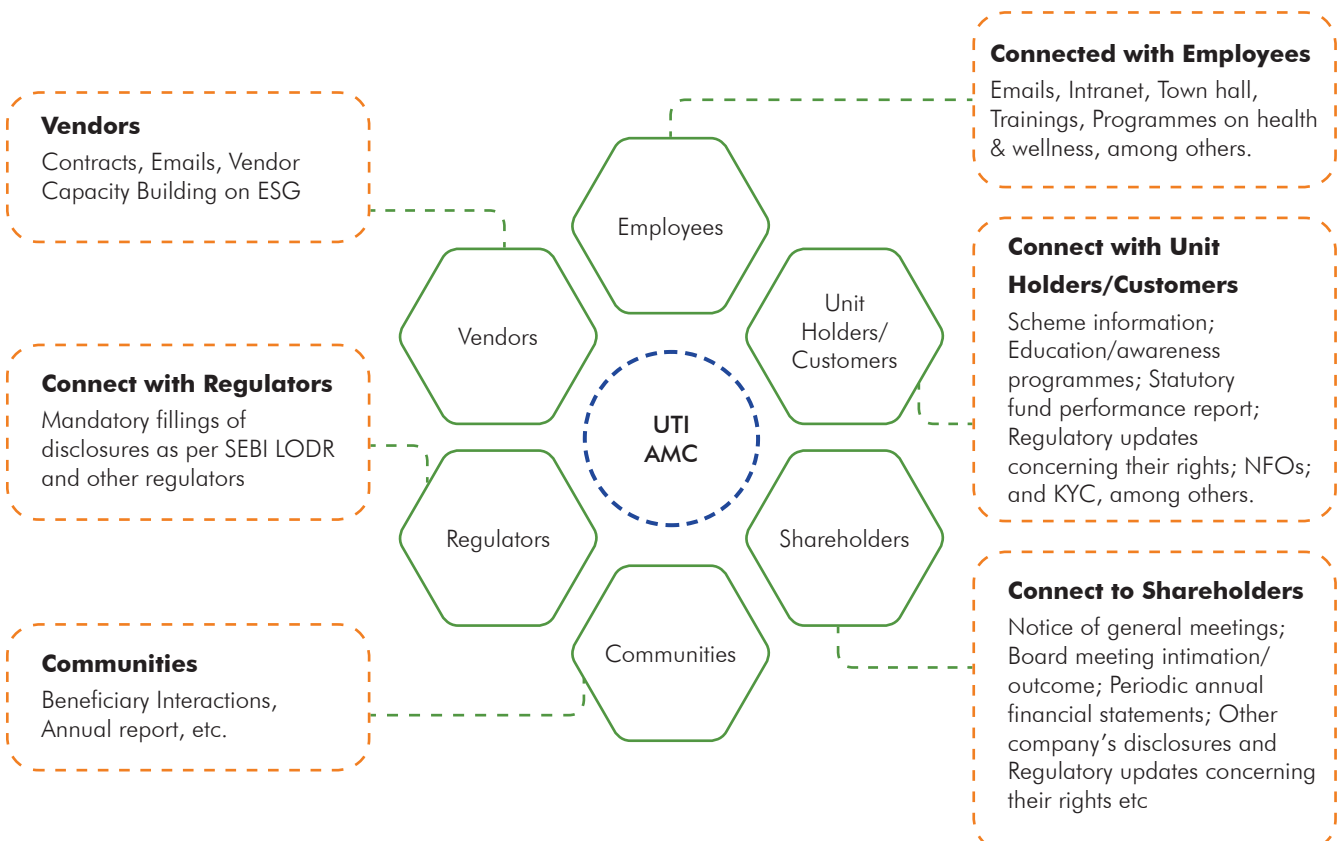 Vendors
Contracts, Emails, Vendor
Capacity Building on ESG
Connect with Regulators
Mandatory fillings of
disclosures as per SEBI LODR
and other regulators
Communities
Beneficiary Interactions,
Annual report, etc.
Employees
Vendors
Unit
Holders/
Customers
UTI
AMC
Regulators
Shareholders
Communities
Connected with Employees
Emails, Intranet, Town hall,
Trainings, Programmes on health
& wellness, among others.
Connect with Unit
Holders/Customers
Scheme information;
Education/awareness
programmes; Statutory
fund performance report;
Regulatory updates
concerning their rights; NFOs;
and KYC, among others.
Connect to Shareholders
Notice of general meetings;
Board meeting intimation/
outcome; Periodic annual
financial statements; Other
company’s disclosures and
Regulatory updates concerning
their rights etc